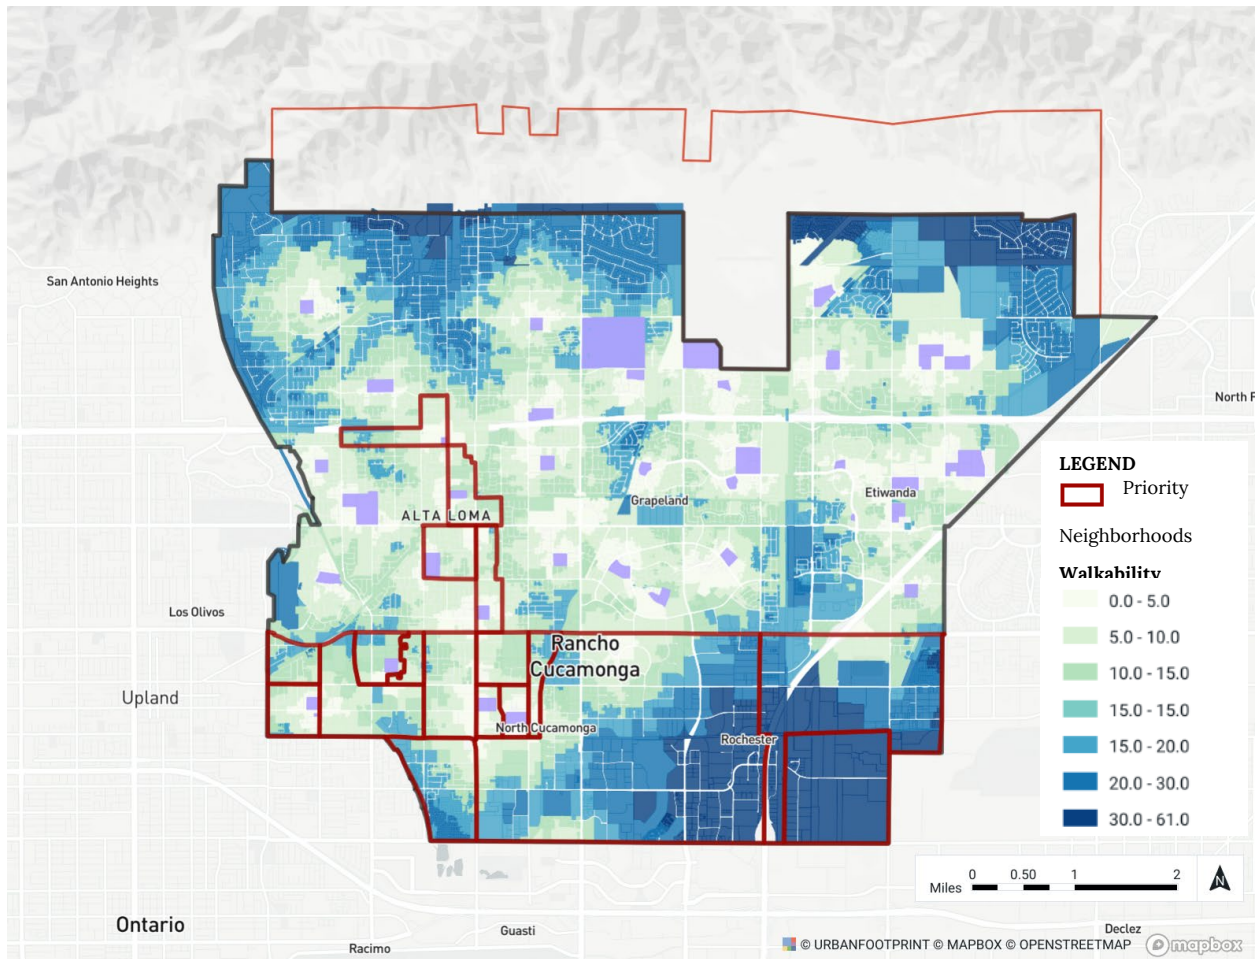 San Antonio Heights
North F
LEGEND
Priority
Grapeland
Etiwanda
ALTA LOMA
Neighborhoods
Walkability
0.0 - 5.0
Los Olivos
5.0 - 10.0
Rancho
Cucamonga
10.0 - 15.0
Upland
15.0 - 15.0
North Cucamonga
Rochester
15.0 - 20.0
20.0 - 30.0
30.0 - 61.0
0 0.50 1 2
Miles
N
Ontario
Guasti
Declez
Racimo
© URBANFOOTPRINT © MAPBOX © OPENSTREETMAP
mapbox